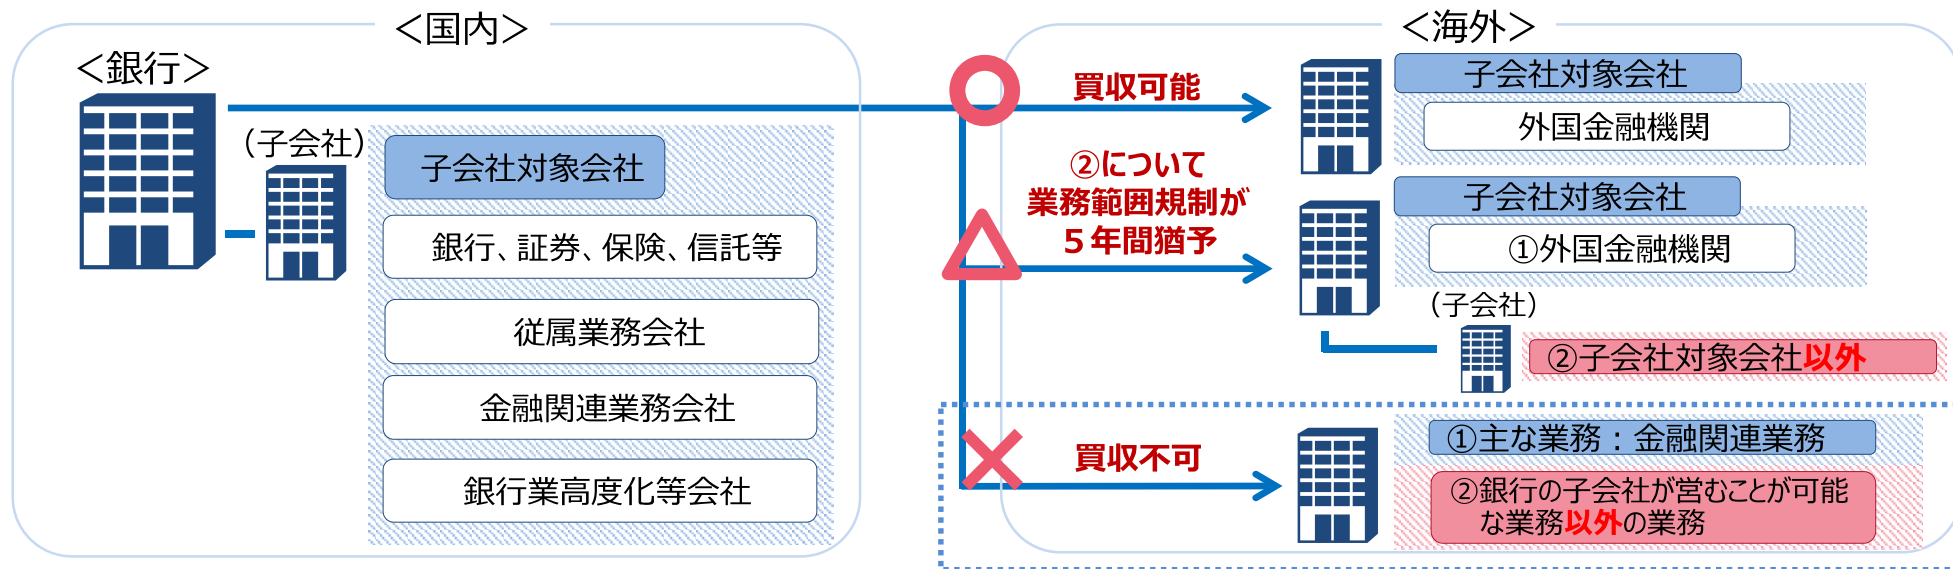 ＜国内＞
＜銀行＞
（子会社）
子会社対象会社
銀行、証券、保険、信託等
従属業務会社
金融関連業務会社
銀行業高度化等会社
＜海外＞
買収可能
子会社対象会社
外国金融機関
②について
業務範囲規制が
５年間猶予
子会社対象会社
①外国金融機関
（子会社）
②子会社対象会社以外
買収不可
①主な業務：金融関連業務
②銀行の子会社が営むことが可能
な業務以外の業務